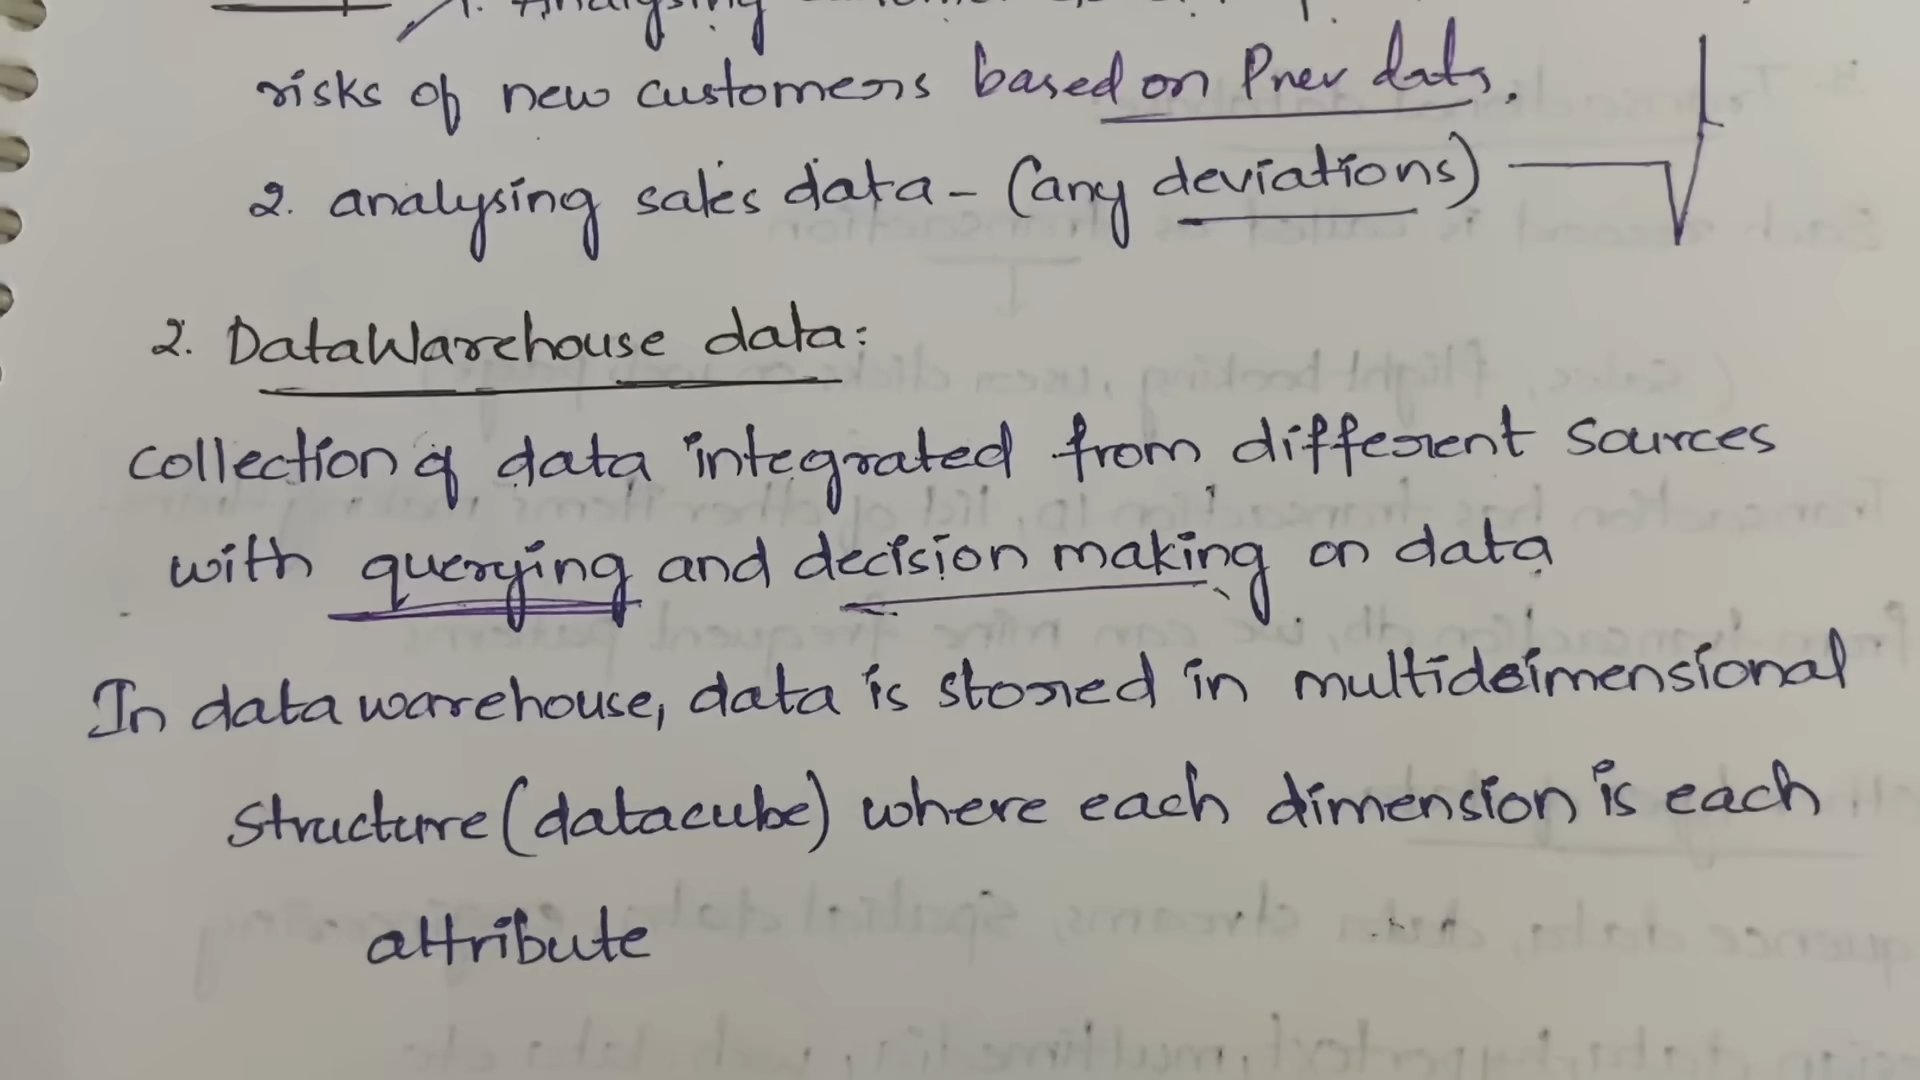 1. Analysing
risks of new customers based on Prev data.
2. analysing sales data - (any deviations)
2. DataWarehouse data:
collection of data integrated from different sources
with querying and decision making on data
In data warehouse, data is stored in multideimensional
structure (datacube) where each dimension is each
attribute